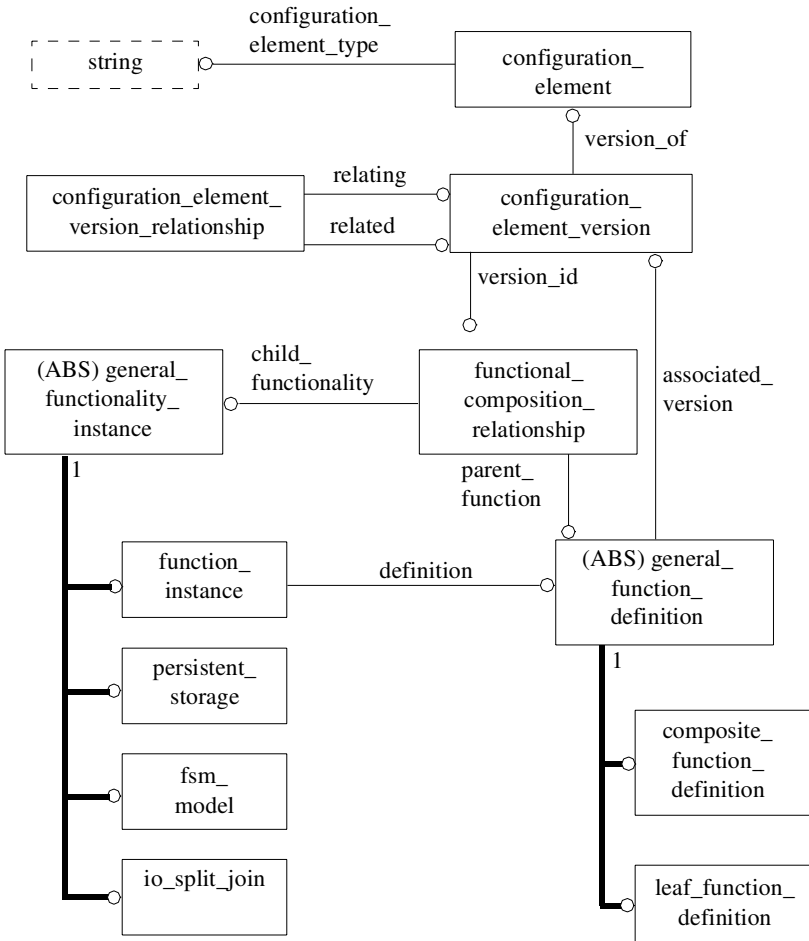 configuration_
element_type
string
configuration_
element
version_of
relating
configuration_element_
version_relationship
configuration_
element_version
related
version_id
(ABS) general_
functionality_
instance
child_
functionality
functional_
composition_
relationship
associated_
version
1
parent_
function
function_
instance
definition
(ABS) general_
function_
definition
1
persistent_
storage
composite_
function_
definition
fsm_
model
io_split_join
leaf_function_
definition